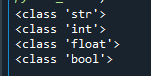 <class 'str'>
<class 'int'>
<class 'float'>
<class 'bool'>